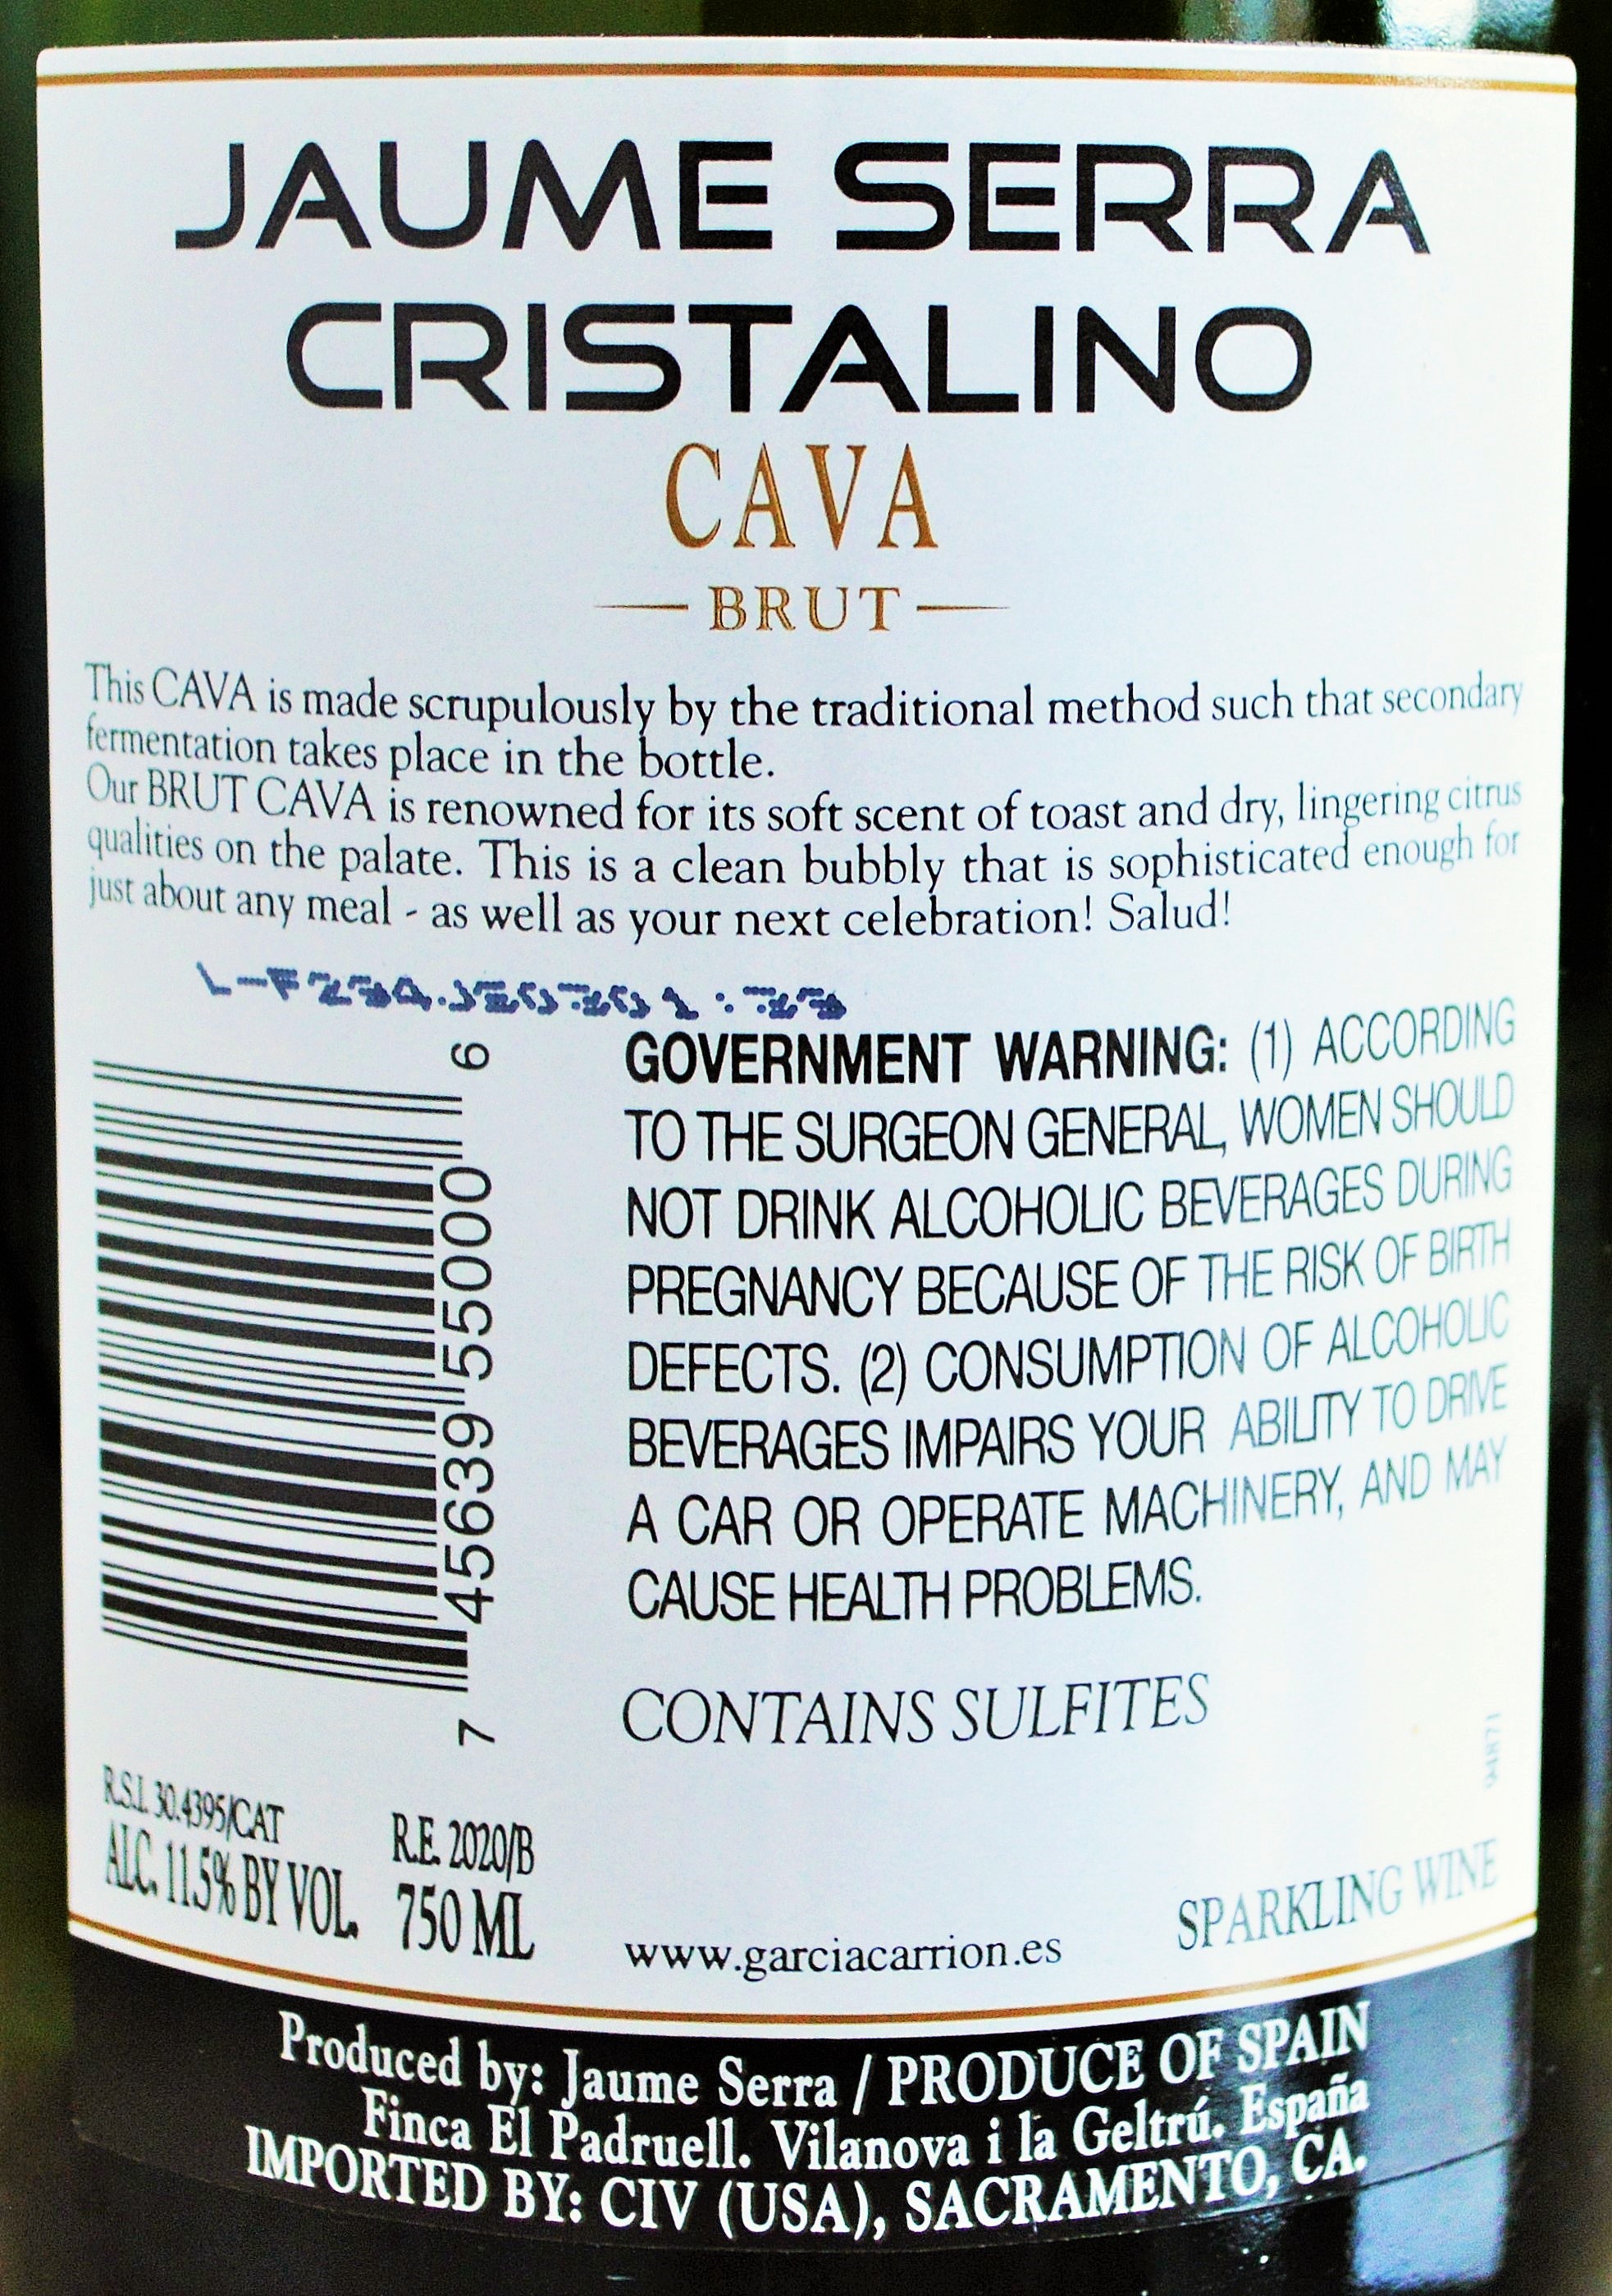 JAUME SERRA
CRISTALINO
CAVA
BRUT
This CAVA is made scrupulously by the traditional method such that secondary
fermentation takes place in the bottle.
Our BRUT CAVA is renowned for its soft scent of toast and dry, lingering citrus
qualities on the palate. This is a clean bubbly that is sophisticated enough for
just about any meal - as well as your next celebration! Salud!
GOVERNMENT WARNING: (1) ACCORDING
TO THE SURGEON GENERAL, WOMEN SHOULD
NOT DRINK ALCOHOLIC BEVERAGES DURING
PREGNANCY BECAUSE OF THE RISK OF BIRTH
DEFECTS. (2) CONSUMPTION OF ALCOHOLIC
BEVERAGES IMPAIRS YOUR ABILITY TO DRIVE
A CAR OR OPERATE MACHINERY, AND MAY
CAUSE HEALTH PROBLEMS.
7 45639 55000 6
CONTAINS SULFITES
R.S.I. 30.4395/CAT
R.E. 2020/B
ALC. 11.5% BY VOL.
750 ML
www.garciacarrion.es
SPARKLING WINE
Produced by: Jaume Serra / PRODUCE OF SPAIN
Finca El Padruell. Vilanova i la Geltrú. España
IMPORTED BY: CIV (USA), SACRAMENTO, CA.